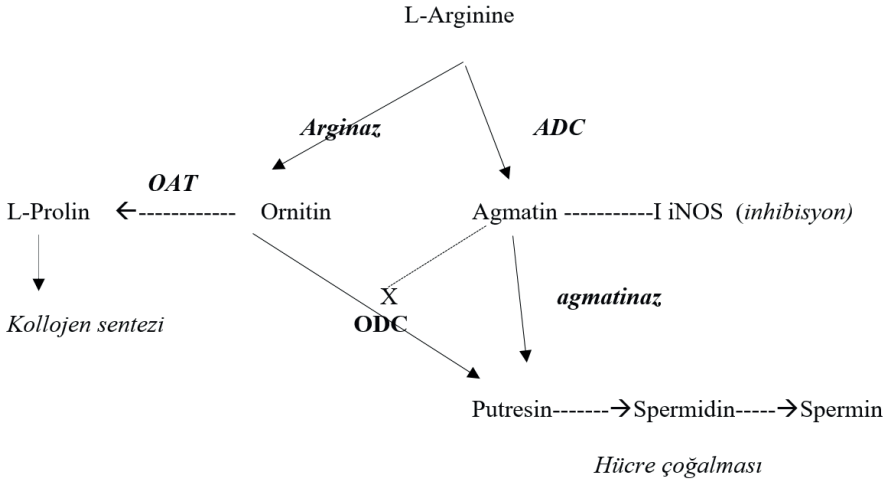 L-Arginine
Arginaz ADC
OAT
L-Prolin ←------------ Ornitin Agmatin -----------I iNOS (inhibisyon)
X
agmatinaz
Kollojen sentezi ODC
Putresin-------→Spermidin-----→Spermin
Hücre çoğalması